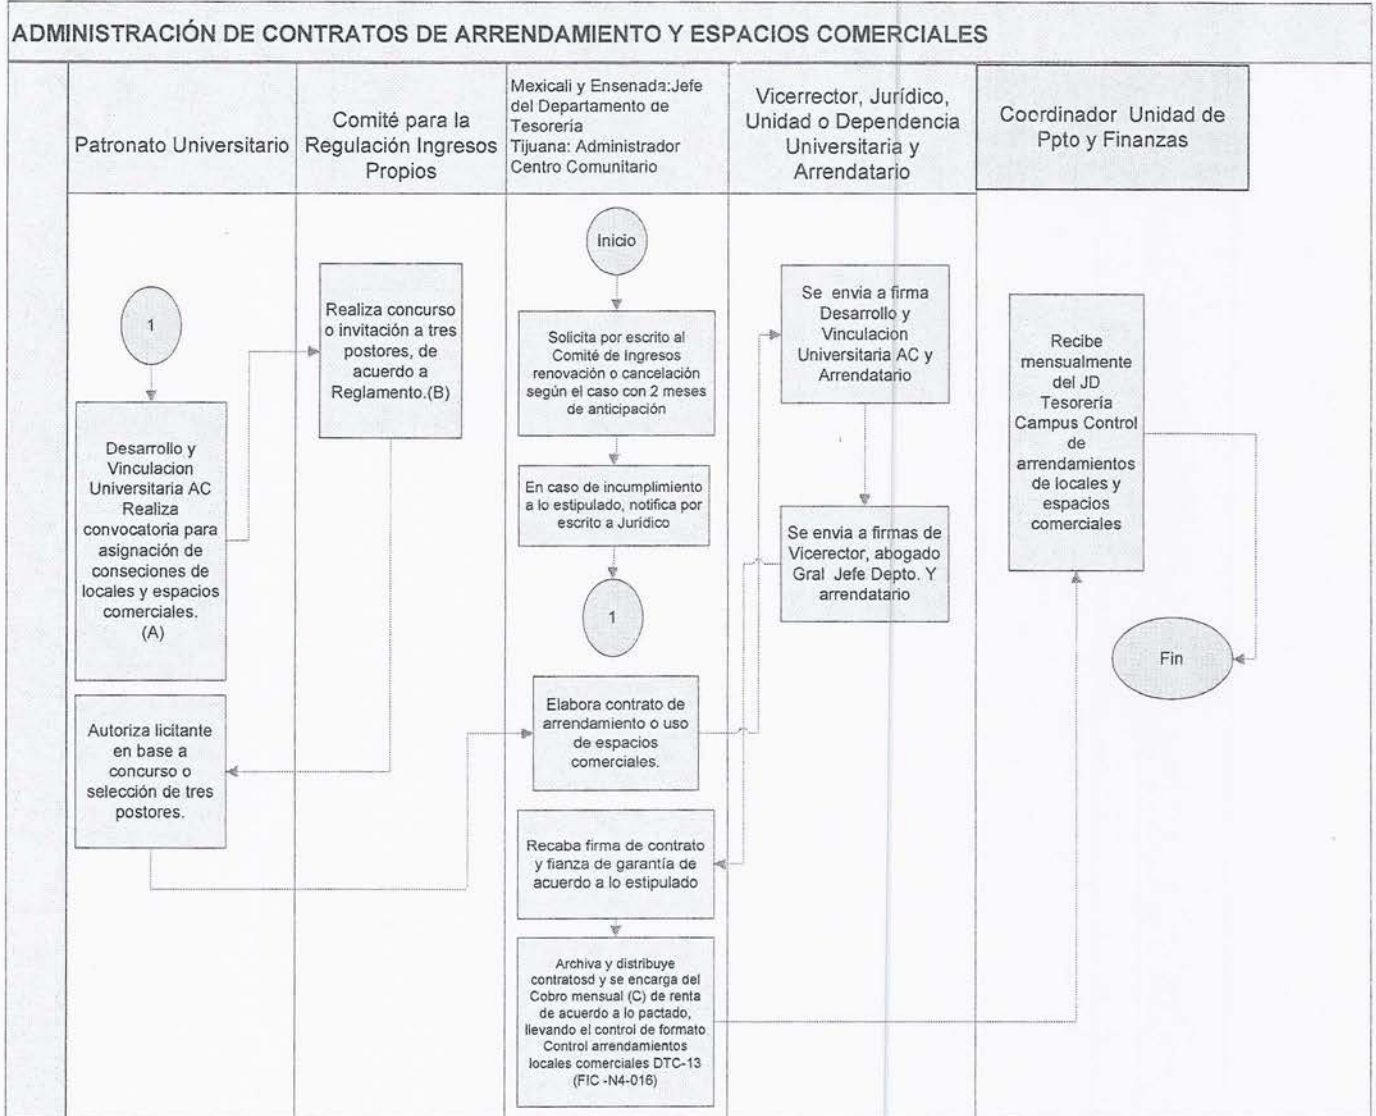 ADMINISTRACIÓN DE CONTRATOS DE ARRENDAMIENTO Y ESPACIOS COMERCIALES
Patronato Universitario
Comité para la
Regulación Ingresos
Propios
Mexicali y Ensenada:Jefe
del Departamento de
Tesorería
Tijuana: Administrador
Centro Comunitario
Vicerrector, Jurídico,
Unidad o Dependencia
Universitaria y
Arrendatario
Coordinador Unidad de
Ppto y Finanzas
1
Desarrollo y
Vinculacion
Universitaria AC
Realiza
convocatoria para
asignación de
conseciones de
locales y espacios
comerciales.
(A)
Autoriza licitante
en base a
concurso o
selección de tres
postores.
Realiza concurso
o invitación a tres
postores, de
acuerdo a
Reglamento.(B)
Inicio
Solicita por escrito al
Comité de Ingresos
renovación o cancelación
según el caso con 2 meses
de anticipación
En caso de incumplimiento
a lo estipulado, notifica por
escrito a Jurídico
1
Elabora contrato de
arrendamiento o uso
de espacios
comerciales.
Recaba firma de contrato
y fianza de garantía de
acuerdo a lo estipulado
Archiva y distribuye
contratosd y se encarga del
Cobro mensual (C) de renta
de acuerdo a lo pactado,
llevando el control de formato
Control arrendamientos
locales comerciales DTC-13
(FIC -N4-016)
Se envia a firma
Desarrollo y
Vinculacion
Universitaria AC y
Arrendatario
Se envia a firmas de
Vicerector, abogado
Gral Jefe Depto. Y
arrendatario
Recibe
mensualmente
del JD
Tesorería
Campus Control
de
arrendamientos
de locales y
espacios
comerciales
Fin